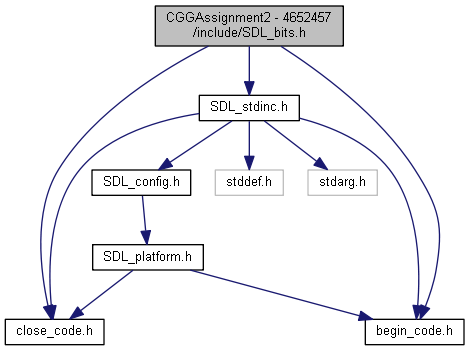 CGGAssignment2 - 4652457
/include/SDL_bits.h
SDL_stdinc.h
SDL_config.h
stddef.h
stdarg.h
SDL_platform.h
close_code.h
begin_code.h